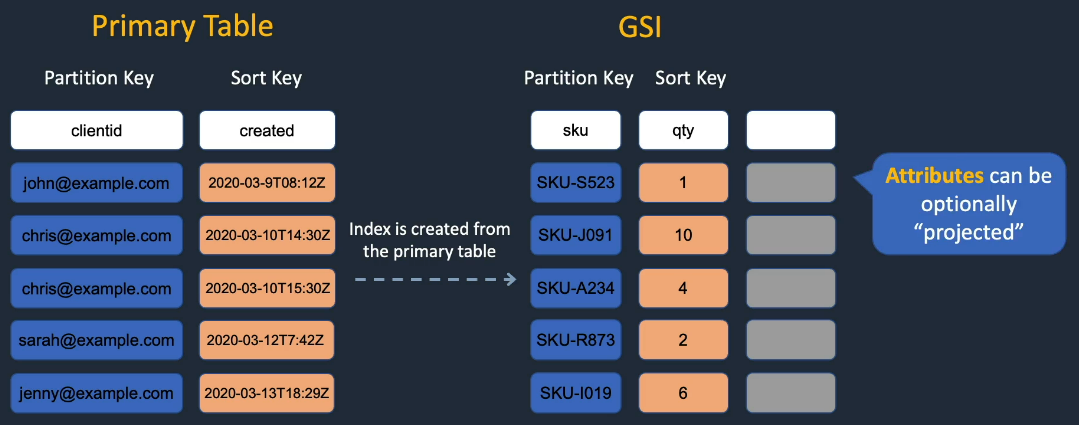 Primary Table
GSI
Partition Key Sort Key
Partition Key Sort Key
clientid created
sku qty
john@example.com 2020-03-9T08:12Z
SKU-S523 1
chris@example.com 2020-03-10T14:30Z
SKU-J091 10
chris@example.com 2020-03-10T15:30Z
SKU-A234 4
sarah@example.com 2020-03-12T7:42Z
SKU-R873 2
jenny@example.com 2020-03-13T18:29Z
SKU-I019 6
Index is created from
the primary table
Attributes can be
optionally
“projected”